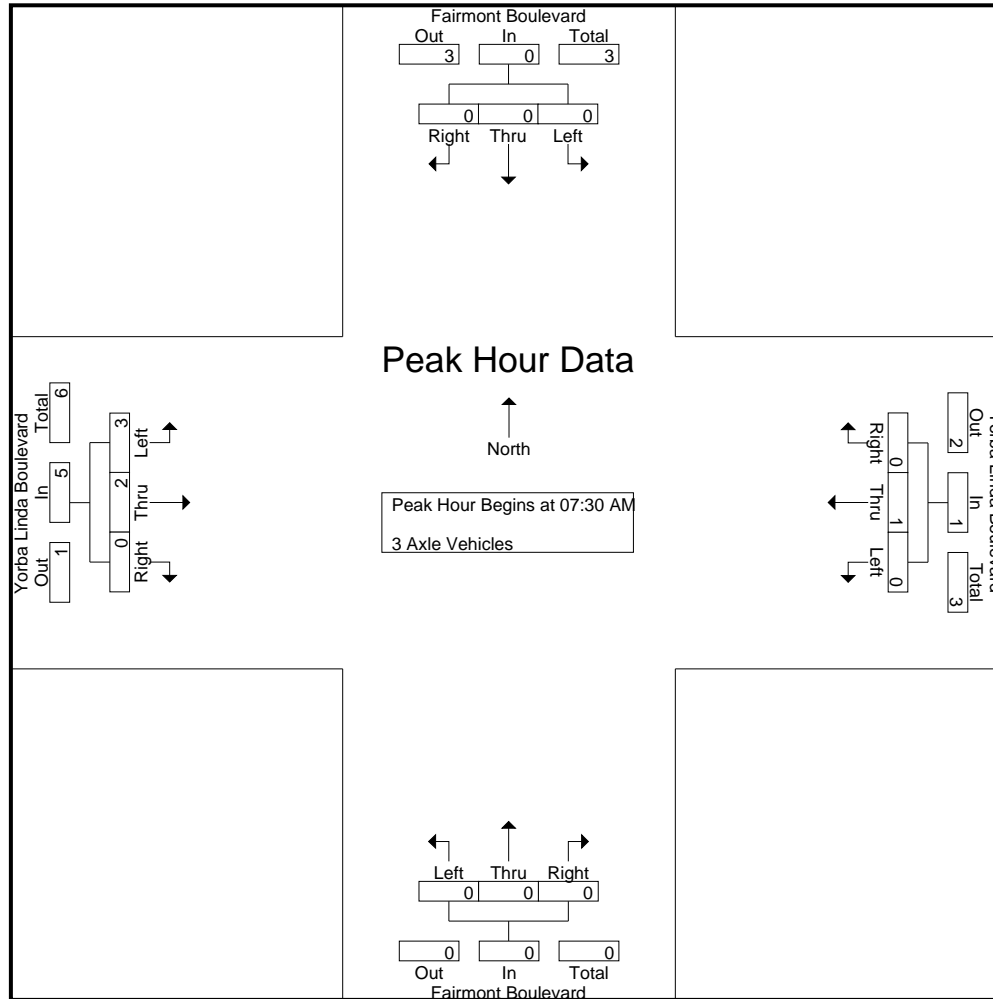 Fairmont Boulevard
Out In Total
3 0 3
0 0 0
Right Thru Left
Peak Hour Data
North
Peak Hour Begins at 07:30 AM
3 Axle Vehicles
Yorba Linda Boulevard
Total In Out
6 5 1
3 2 0
Left Thru Right
Right Thru Left
0 1 0
2 1 3
Out In Total
Yorba Linda Boulevard
Left Thru Right
0 0 0
0 0 0
Out In Total
Fairmont Boulevard